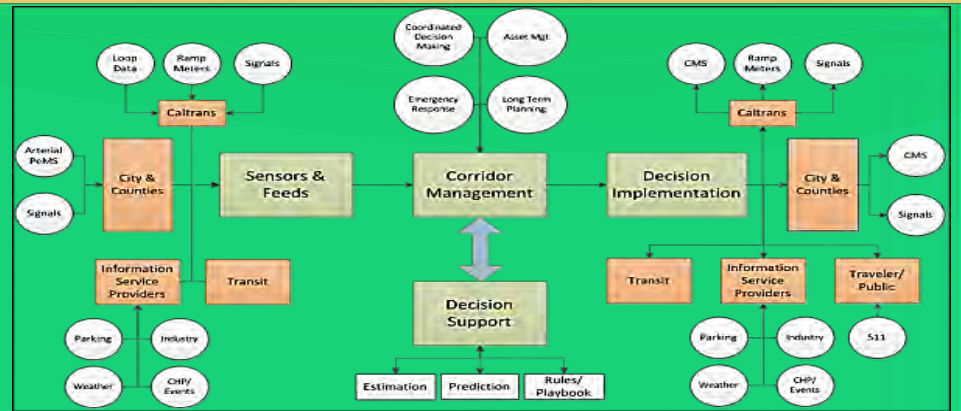 Loop
Data
Ramp
Meters
Signals
Caltrans
Arterial
PeMS
Signals
City &
Counties
Information
Service
Providers
Transit
Parking
Industry
Weather
CHP/
Events
Sensors &
Feeds
Coordinated
Decision
Making
Asset Mgt
Emergency
Response
Long Term
Planning
Corridor
Management
Decision
Support
Estimation
Prediction
Rules/
Playbook
Decision
Implementation
CMS
Ramp
Meters
Signals
Caltrans
City &
Counties
CMS
Signals
Transit
Information
Service
Providers
Traveler/
Public
Parking
Industry
511
Weather
CHP/
Events